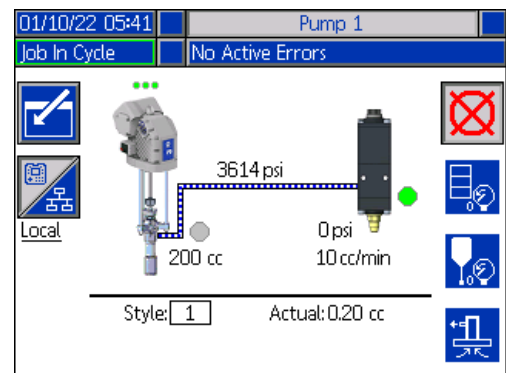 01/10/22 05:41 Pump 1
Job In Cycle No Active Errors
3614 psi
Local
0 psi
200 cc 10 cc/min
Style: 1 Actual: 0.20 cc